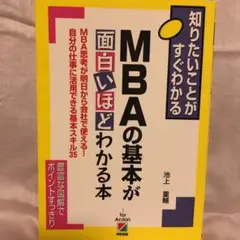 知りたいことが
すぐわかる
MBAの基本が
面白いほど
わかる本
MBA思考が明日から会社で使える!
自分の仕事に活用できる基本スキル35
豊富な図解で
ポイントすっきり
池上
for Action!